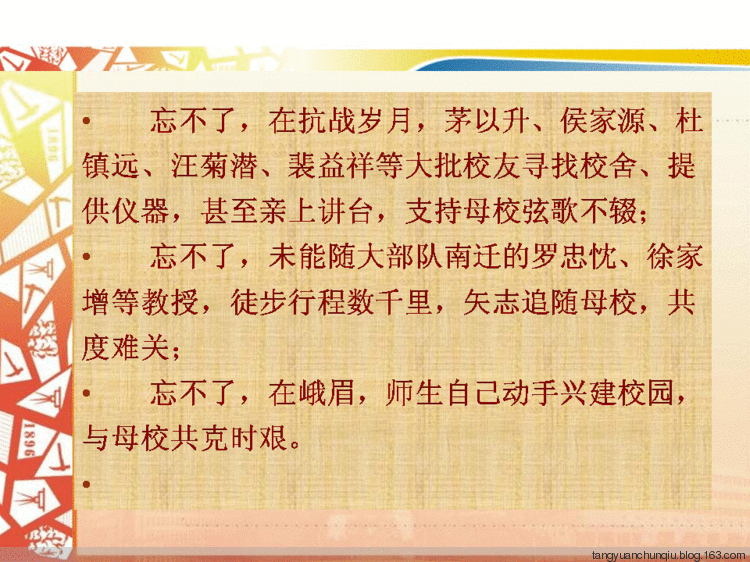 • 忘不了，在抗战岁月，茅以升、侯家源、杜
镇远、汪菊潜、裴益祥等大批校友寻找校舍、提
供仪器，甚至亲上讲台，支持母校弦歌不辍；
• 忘不了，未能随大部队南迁的罗忠忱、徐家
增等教授，徒步行程数千里，矢志追随母校，共
度难关；
• 忘不了，在峨眉，师生自己动手兴建校园，
与母校共克时艰。
•
1896
1896
tangyuanchunqiu.blog.163.com